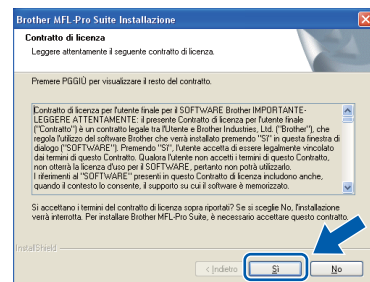 Brother MFL-Pro Suite Installazione
Contratto di licenza
Leggere attentamente il seguente contratto di licenza.
Premere PGGIÙ per visualizzare il resto del contratto.
Contratto di licenza per l'utente finale per il SOFTWARE Brother IMPORTANTE-
LEGGERE ATTENTAMENTE: il presente Contratto di licenza per l'utente finale
("Contratto") è un contratto legale tra l'Utente e Brother Industries, Ltd. ("Brother"), che
regola l'utilizzo del software Brother che verrà installato premendo "SI", in questa finestra di
dialogo ("SOFTWARE"). Premendo "SI", l'utente accetta di essere legalmente vincolato
dai termini di questo Contratto. Qualora l'utente non accetti i termini di questo Contratto,
non otterrà la licenza d'uso per il SOFTWARE, pertanto non potrà utilizzarlo.
I riferimenti al "SOFTWARE" presenti in questo Contratto di licenza includono anche,
quando il contesto lo consente, il supporto su cui il software è memorizzato.
Si accettano i termini del contratto di licenza sopra riportati? Se si sceglie No, l'installazione
verrà interrotta. Per installare Brother MFL-Pro Suite, è necessario accettare questo contratto.
InstallShield
< Indietro
Sì
No